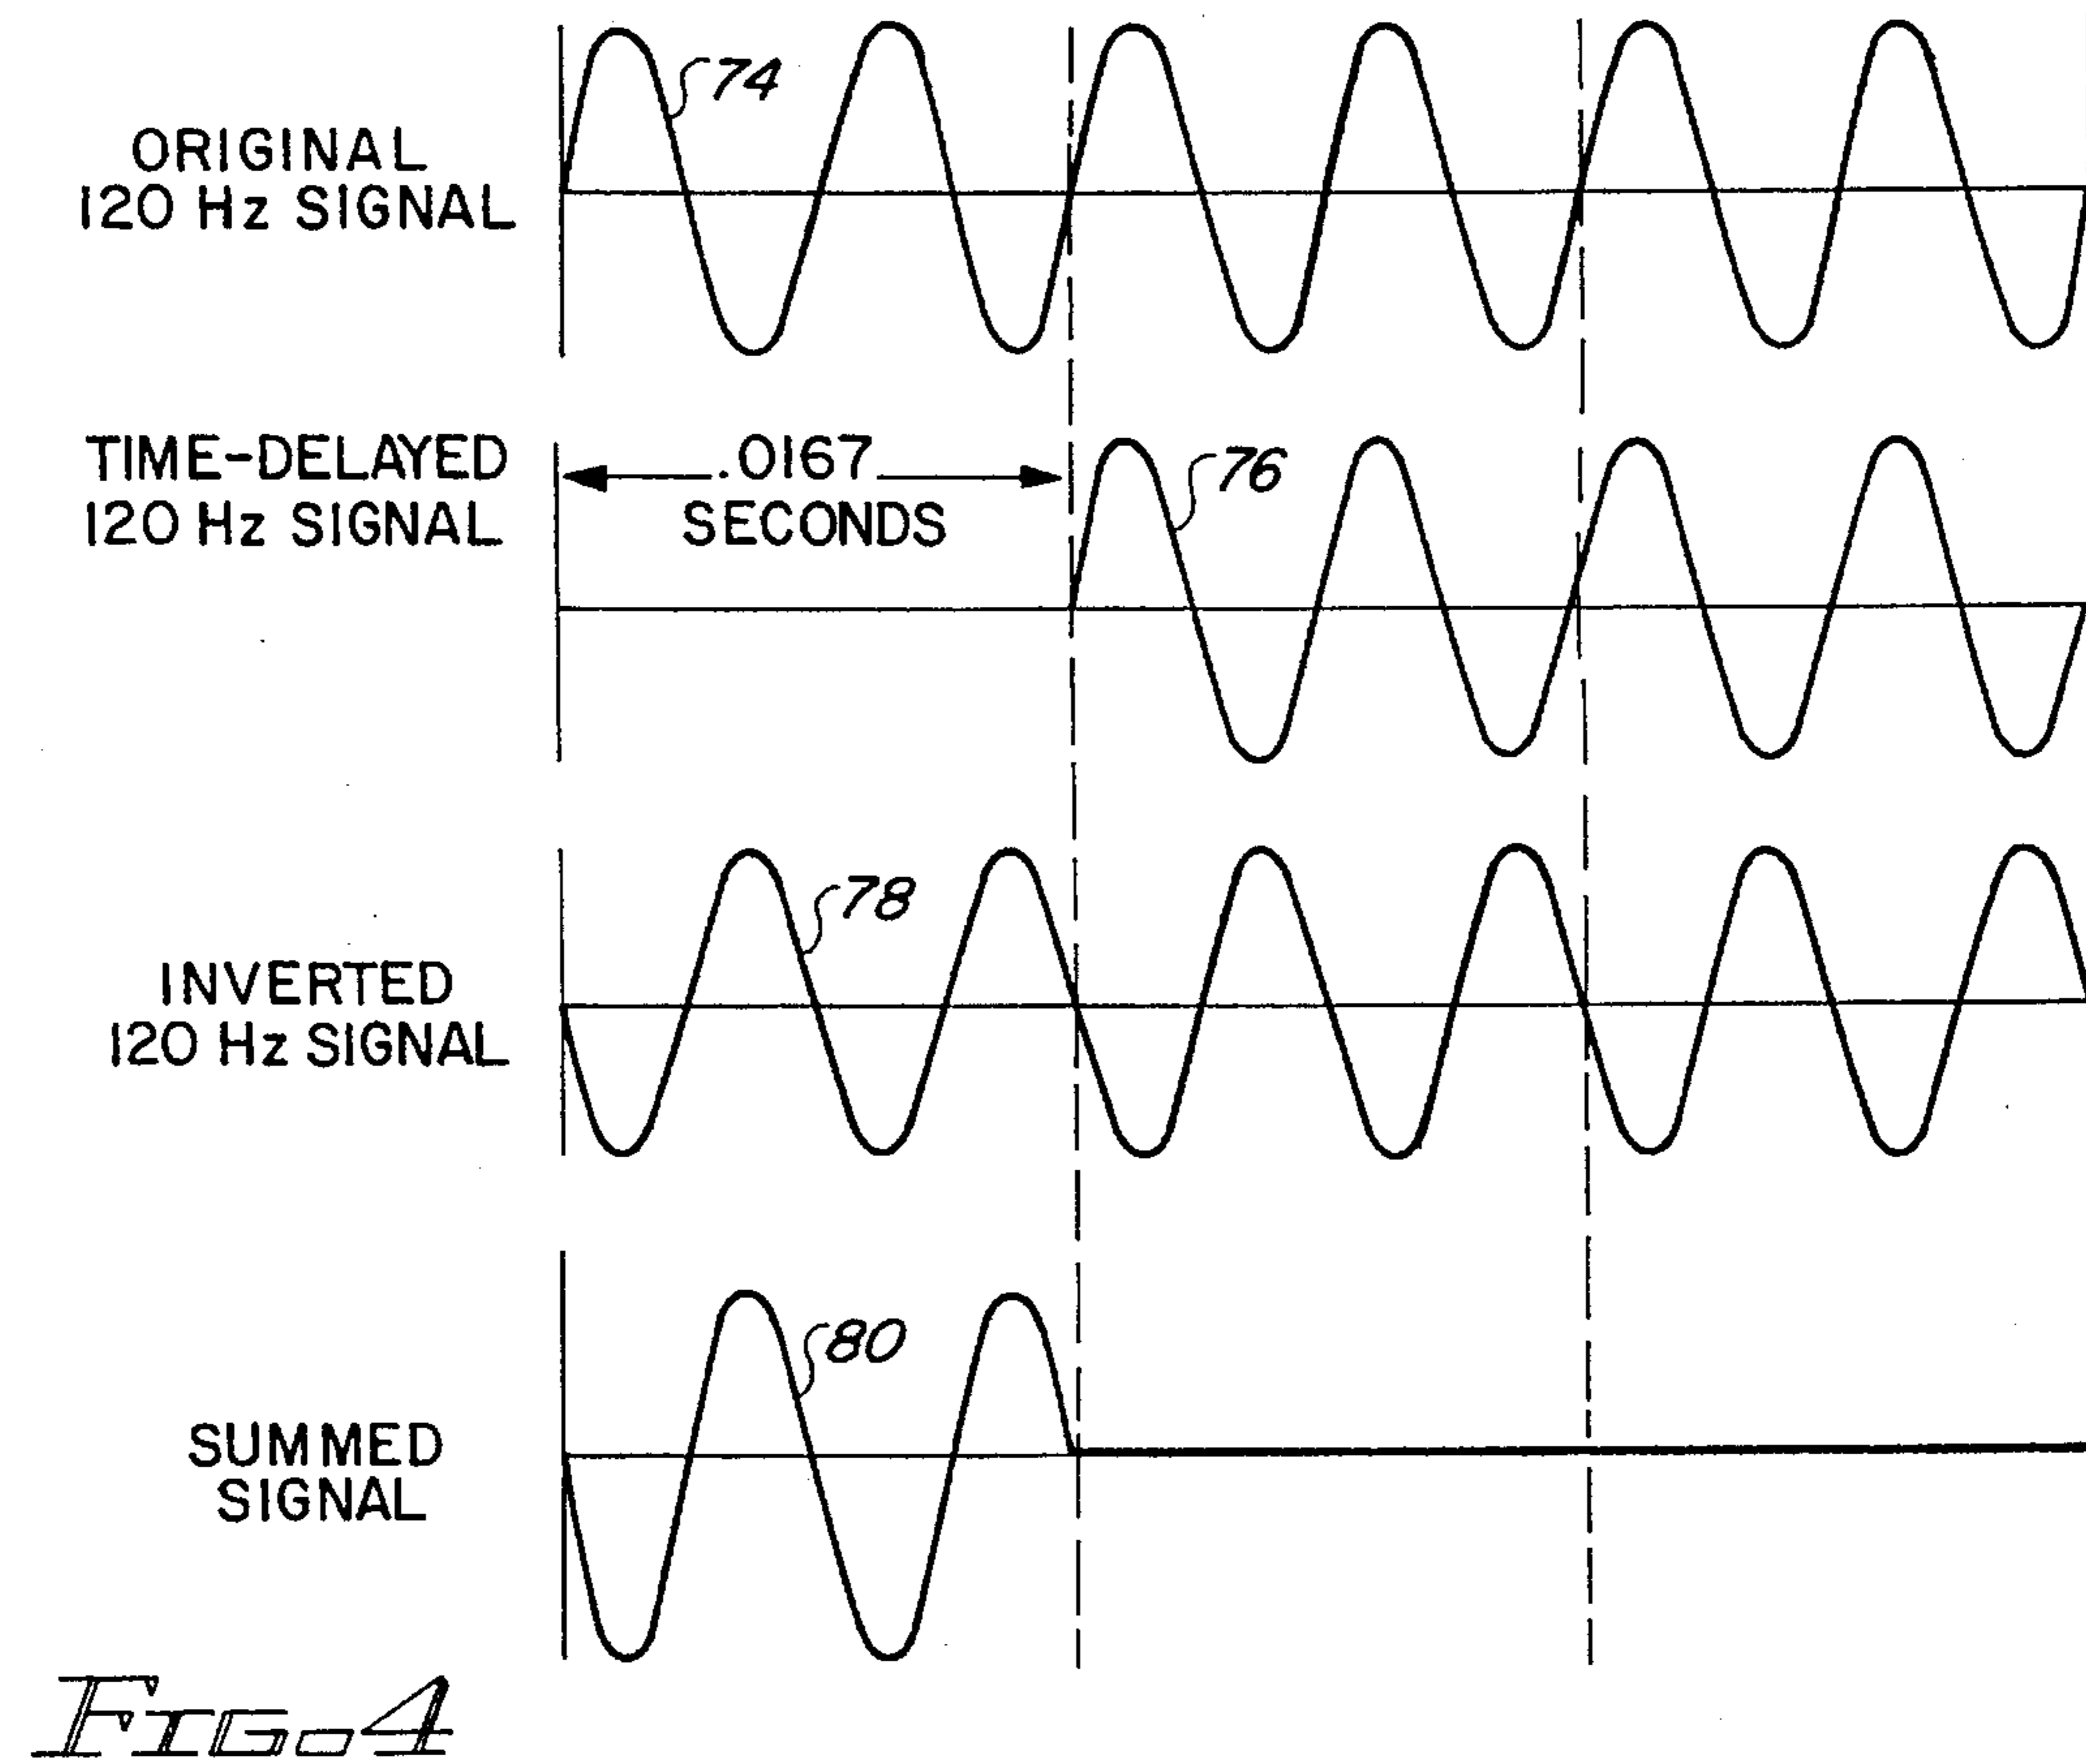 74
ORIGINAL
120 Hz SIGNAL
TIME-DELAYED
120 Hz SIGNAL
.0167
SECONDS
76
78
INVERTED
120 Hz SIGNAL
80
SUMMED
SIGNAL
FIG. 4